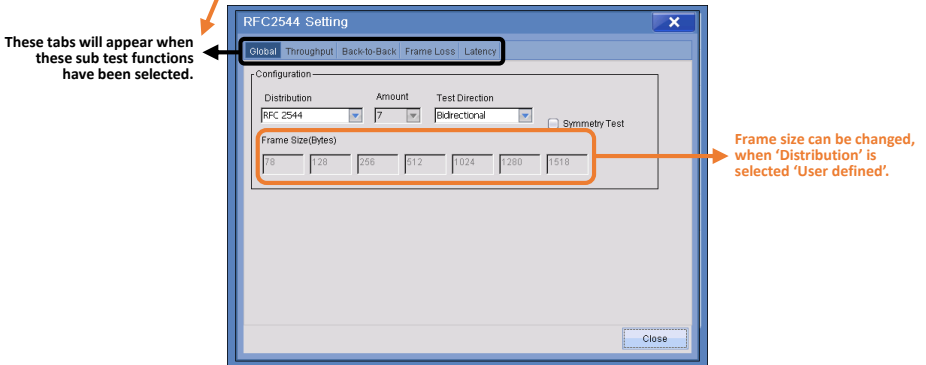 RFC2544 Setting
These tabs will appear when
these sub test functions
have been selected.
Global Throughput Back-to-Back Frame Loss Latency
Configuration
Distribution Amount Test Direction
RFC 2544 7 Bidirectional Symmetry Test
Frame Size(Bytes)
78 128 256 512 1024 1280 1518
Frame size can be changed,
when ‘Distribution’ is
selected ‘User defined’.
Close